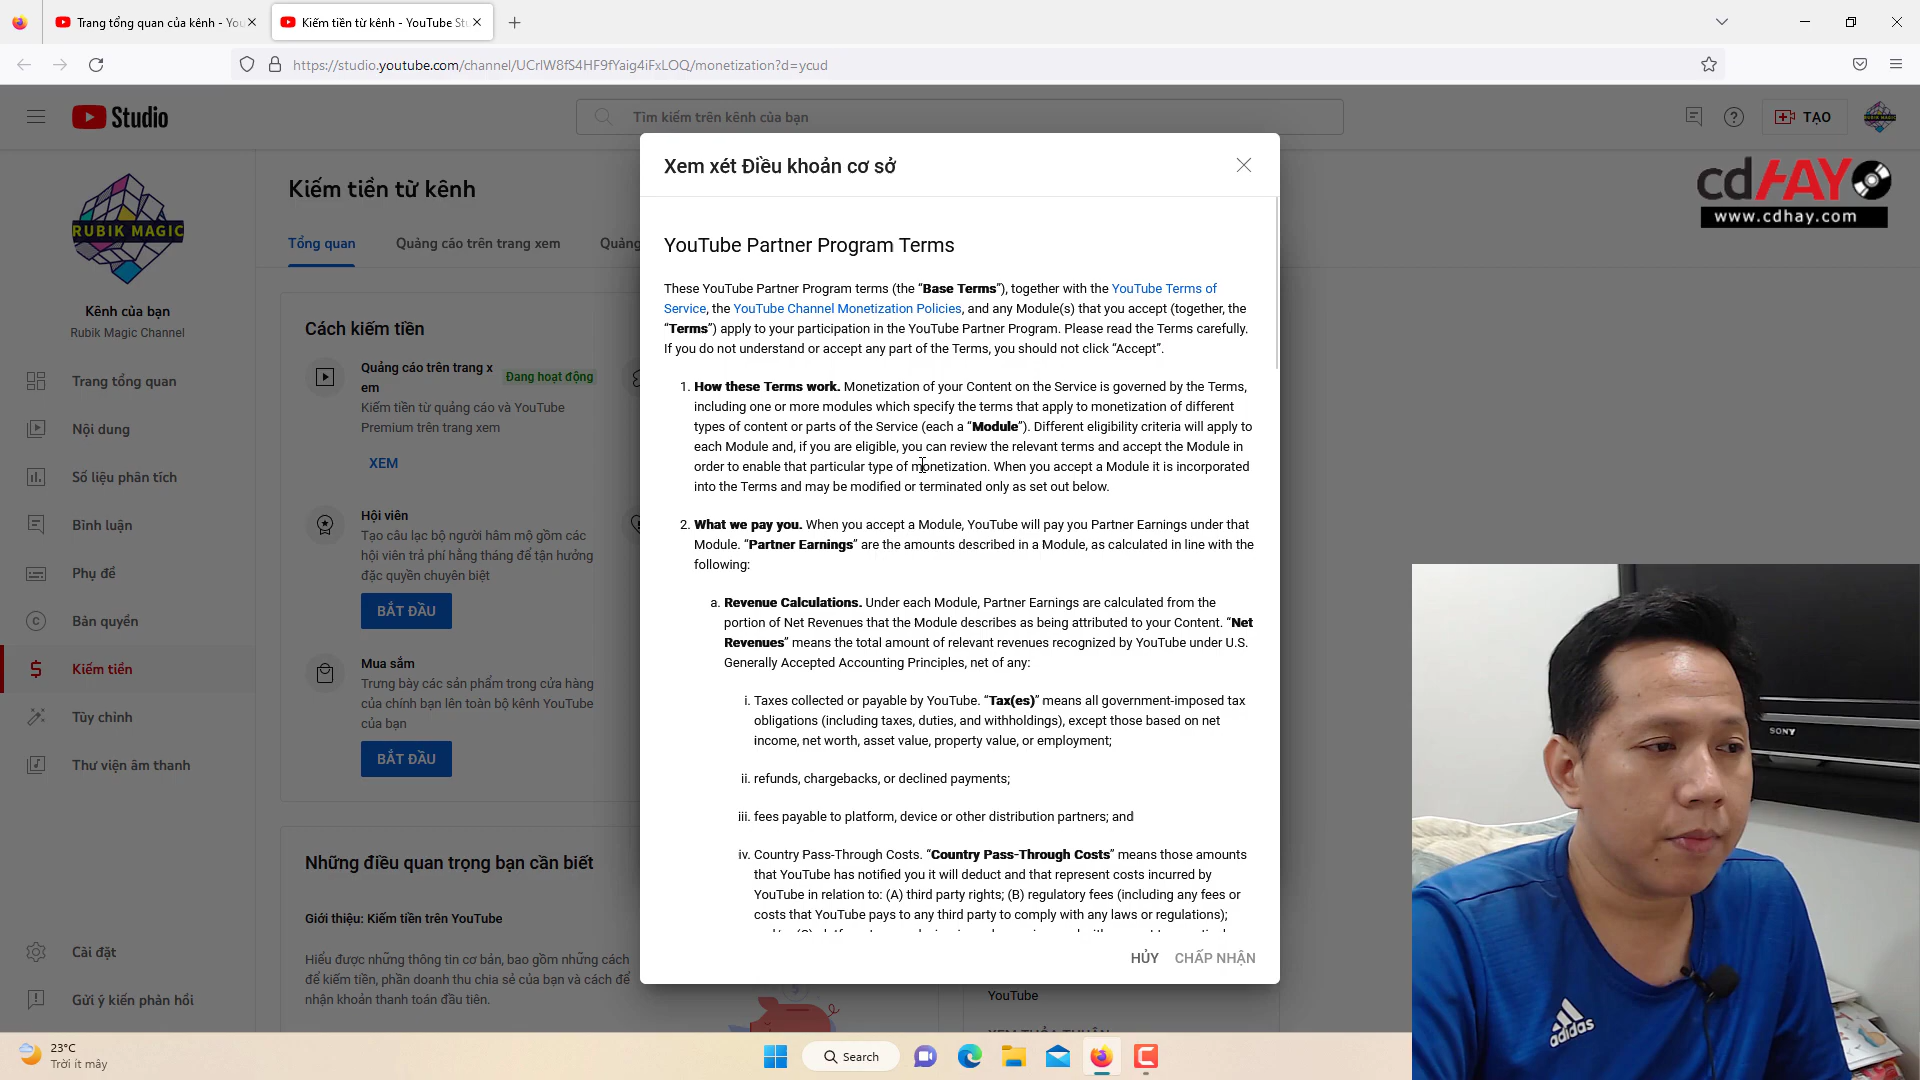 Trang tổng quan của kênh - You
Kiếm tiền từ kênh - YouTube St
https://studio.youtube.com/channel/UCrlW8fS4HF9fYaig4iFxLOQ/monetization?d=ycud
Studio
Tìm kiếm trên kênh của bạn
TẠO
RUBIK MAGIC
Kênh của bạn
Rubik Magic Channel
Trang tổng quan
Nội dung
Số liệu phân tích
Bình luận
Phụ đề
Bản quyền
Kiếm tiền
Tùy chỉnh
Thư viện âm thanh
Cài đặt
Gửi ý kiến phản hồi
Kiếm tiền từ kênh
Tổng quan
Quảng cáo trên trang xem
Quảng
Cách kiếm tiền
Quảng cáo trên trang x
em
Đang hoạt động
Kiếm tiền từ quảng cáo và YouTube
Premium trên trang xem
XEM
Hội viên
Tạo câu lạc bộ người hâm mộ gồm các
hội viên trả phí hằng tháng để tận hưởng
đặc quyền chuyên biệt
BẮT ĐẦU
Mua sắm
Trưng bày các sản phẩm trong cửa hàng
của chính bạn lên toàn bộ kênh YouTube
của bạn
BẮT ĐẦU
Những điều quan trọng bạn cần biết
Giới thiệu: Kiếm tiền trên YouTube
Hiểu được những thông tin cơ bản, bao gồm những cách
để kiếm tiền, phần doanh thu chia sẻ của bạn và cách để
nhận khoản thanh toán đầu tiên.
Xem xét Điều khoản cơ sở
YouTube Partner Program Terms
These YouTube Partner Program terms (the “Base Terms”), together with the YouTube Terms of
Service, the YouTube Channel Monetization Policies, and any Module(s) that you accept (together, the
“Terms”) apply to your participation in the YouTube Partner Program. Please read the Terms carefully.
If you do not understand or accept any part of the Terms, you should not click “Accept”.
1. How these Terms work. Monetization of your Content on the Service is governed by the Terms,
including one or more modules which specify the terms that apply to monetization of different
types of content or parts of the Service (each a “Module”). Different eligibility criteria will apply to
each Module and, if you are eligible, you can review the relevant terms and accept the Module in
order to enable that particular type of monetization. When you accept a Module it is incorporated
into the Terms and may be modified or terminated only as set out below.
2. What we pay you. When you accept a Module, YouTube will pay you Partner Earnings under that
Module. “Partner Earnings” are the amounts described in a Module, as calculated in line with the
following:
a. Revenue Calculations. Under each Module, Partner Earnings are calculated from the
portion of Net Revenues that the Module describes as being attributed to your Content. “Net
Revenues” means the total amount of relevant revenues recognized by YouTube under U.S.
Generally Accepted Accounting Principles, net of any:
i. Taxes collected or payable by YouTube. “Tax(es)” means all government-imposed tax
obligations (including taxes, duties, and withholdings), except those based on net
income, net worth, asset value, property value, or employment;
ii. refunds, chargebacks, or declined payments;
iii. fees payable to platform, device or other distribution partners; and
iv. Country Pass-Through Costs. “Country Pass-Through Costs” means those amounts
that YouTube has notified you it will deduct and that represent costs incurred by
YouTube in relation to: (A) third party rights; (B) regulatory fees (including any fees or
costs that YouTube pays to any third party to comply with any laws or regulations);
HỦY
CHẤP NHẬN
YouTube
XEM THỎA THUẬN
cdHAY
www.cdhay.com
SONY
adidas
23°C
Trời ít mây
Search